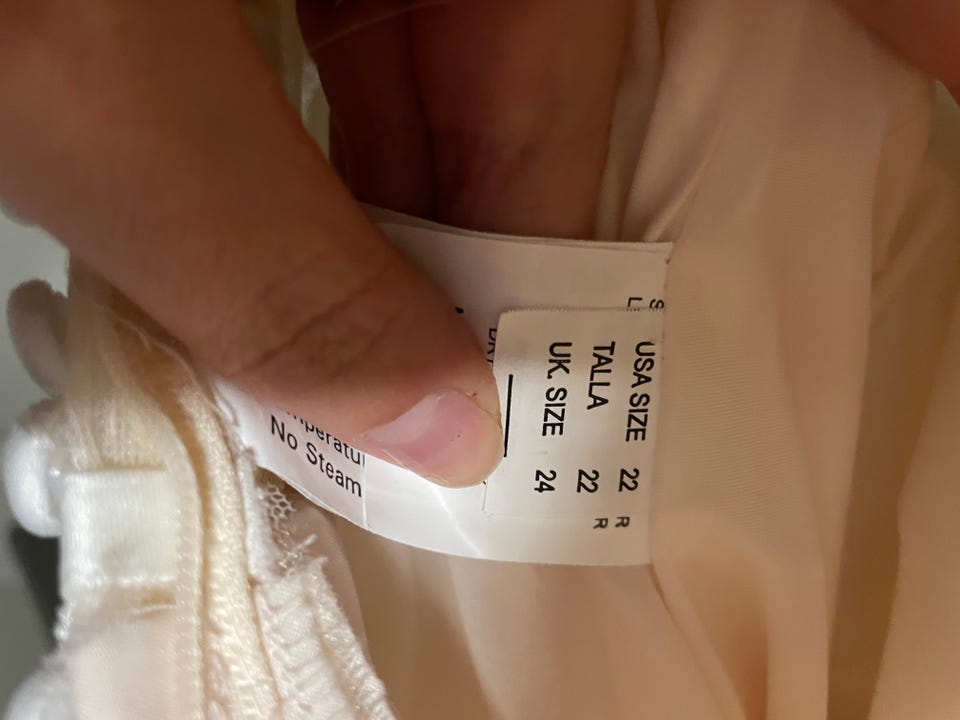 USA SIZE 22 R
TALLA 22 R
UK. SIZE 24
No Steam